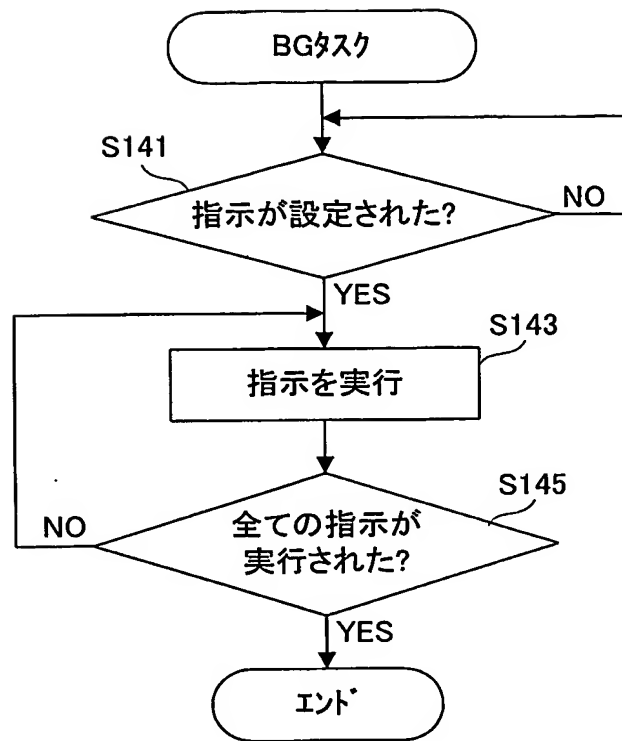 BGタスク
S141
指示が設定された?
NO
YES
S143
指示を実行
S145
全ての指示が
実行された?
NO
YES
エンド